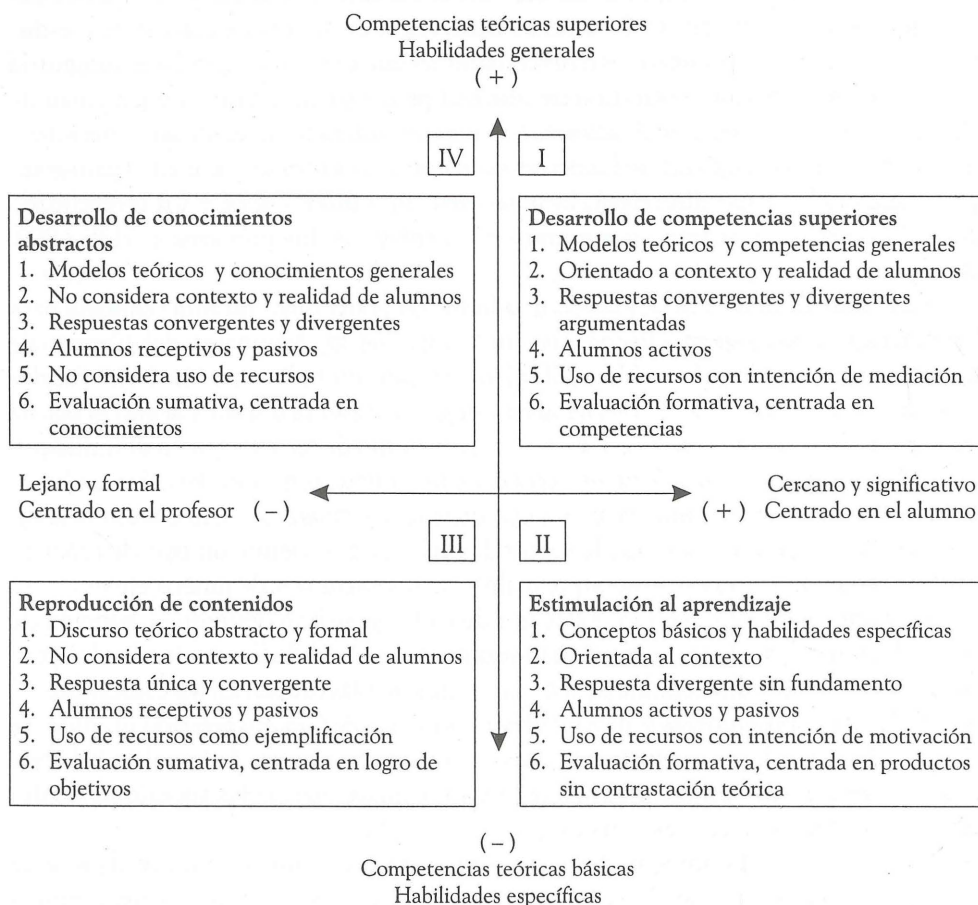 Competencias teóricas superiores
Habilidades generales
( + )
IV
I
Desarrollo de conocimientos
abstractos
1. Modelos teóricos y conocimientos generales
2. No considera contexto y realidad de alumnos
3. Respuestas convergentes y divergentes
4. Alumnos receptivos y pasivos
5. No considera uso de recursos
6. Evaluación sumativa, centrada en
conocimientos
Desarrollo de competencias superiores
1. Modelos teóricos y competencias generales
2. Orientado a contexto y realidad de alumnos
3. Respuestas convergentes y divergentes
argumentadas
4. Alumnos activos
5. Uso de recursos con intención de mediación
6. Evaluación formativa, centrada en
competencias
Lejano y formal
Centrado en el profesor ( – )
Cercano y significativo
( + ) Centrado en el alumno
III
II
Reproducción de contenidos
1. Discurso teórico abstracto y formal
2. No considera contexto y realidad de alumnos
3. Respuesta única y convergente
4. Alumnos receptivos y pasivos
5. Uso de recursos como ejemplificación
6. Evaluación sumativa, centrada en logro de
objetivos
Estimulación al aprendizaje
1. Conceptos básicos y habilidades específicas
2. Orientada al contexto
3. Respuesta divergente sin fundamento
4. Alumnos activos y pasivos
5. Uso de recursos con intención de motivación
6. Evaluación formativa, centrada en productos
sin contrastación teórica
( – )
Competencias teóricas básicas
Habilidades específicas